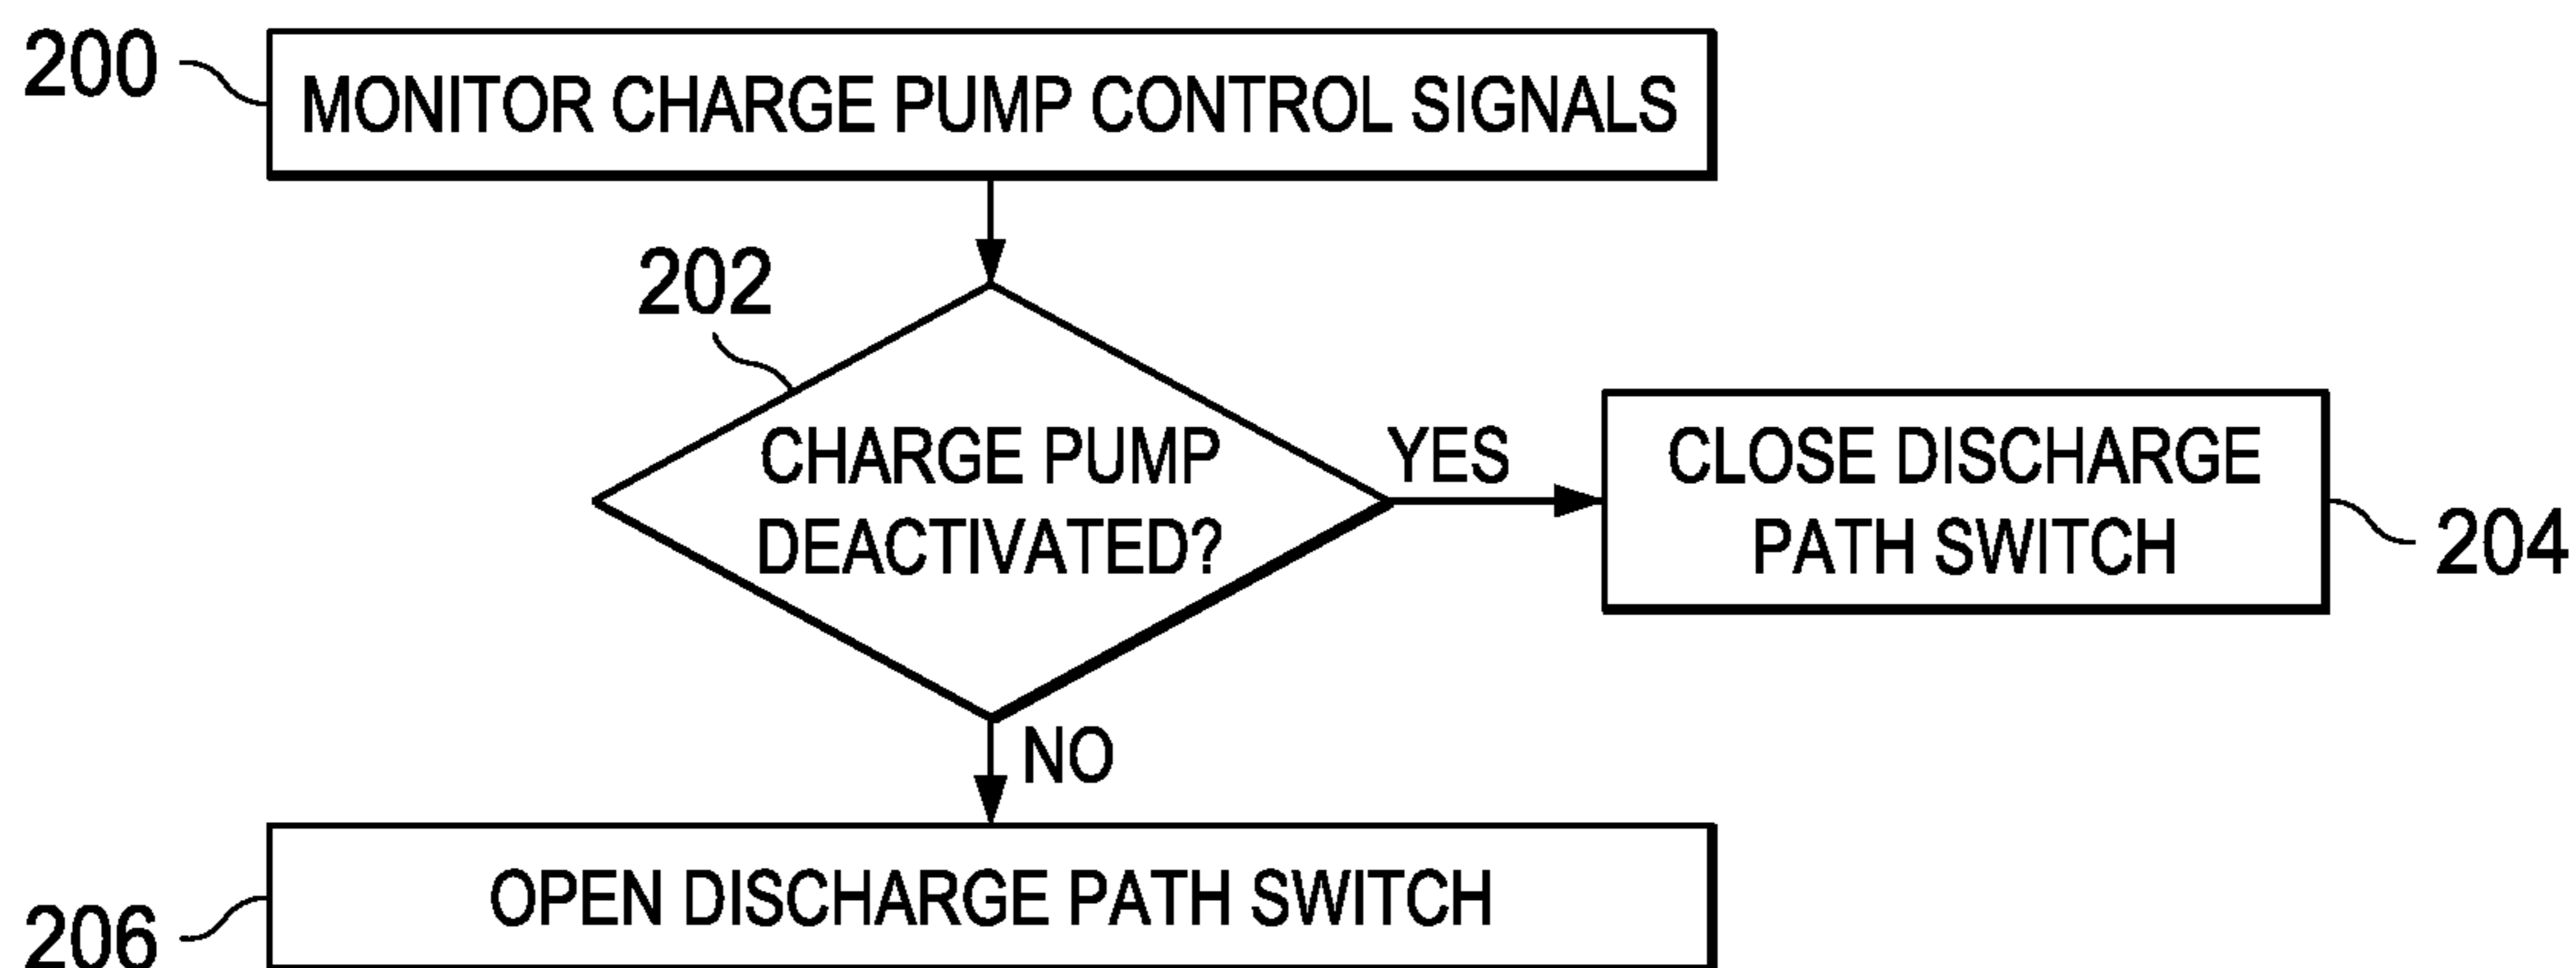 200
MONITOR CHARGE PUMP CONTROL SIGNALS
202
CHARGE PUMP
DEACTIVATED?
YES
CLOSE DISCHARGE
PATH SWITCH
204
NO
OPEN DISCHARGE PATH SWITCH
206